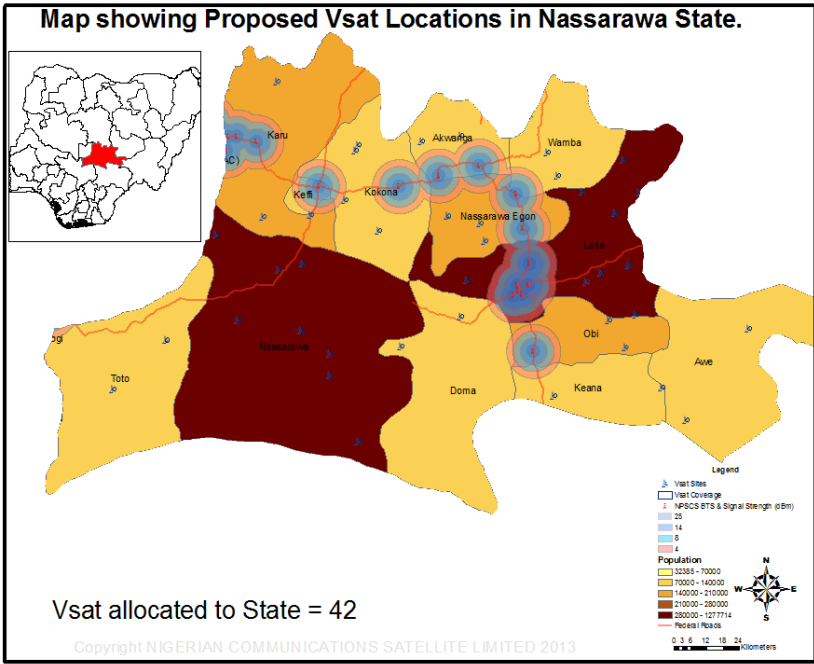 Map showing Proposed Vsat Locations in Nassarawa State.
Karu
Akwanga
Wamba
AC)
Keffi
Kokona
Nassarawa Egon
Lafia
ogi
Nassarawa
Obi
Toto
Doma
Keana
Awe
Legend
Vsat Sites
Vsat Coverage
NPSCS BTS & Signal Strength (dBm)
25
14
8
4
Population
32385 - 70000
70000 - 140000
140000 - 210000
210000 - 280000
280000 - 1277714
Federal Roads
N
W
E
S
0 3 6 12 18 24
Kilometers
Vsat allocated to State = 42
Copyright NIGERIAN COMMUNICATIONS SATELLITE LIMITED 2013